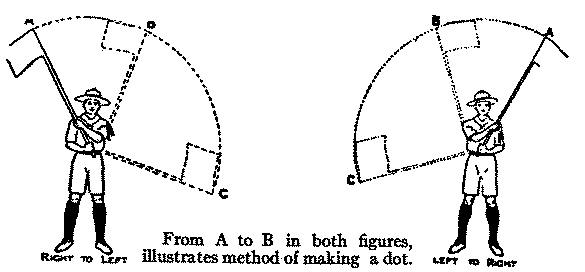 A
B
C
RIGHT TO LEFT
B
A
C
LEFT TO RIGHT
From A to B in both figures,
illustrates method of making a dot.